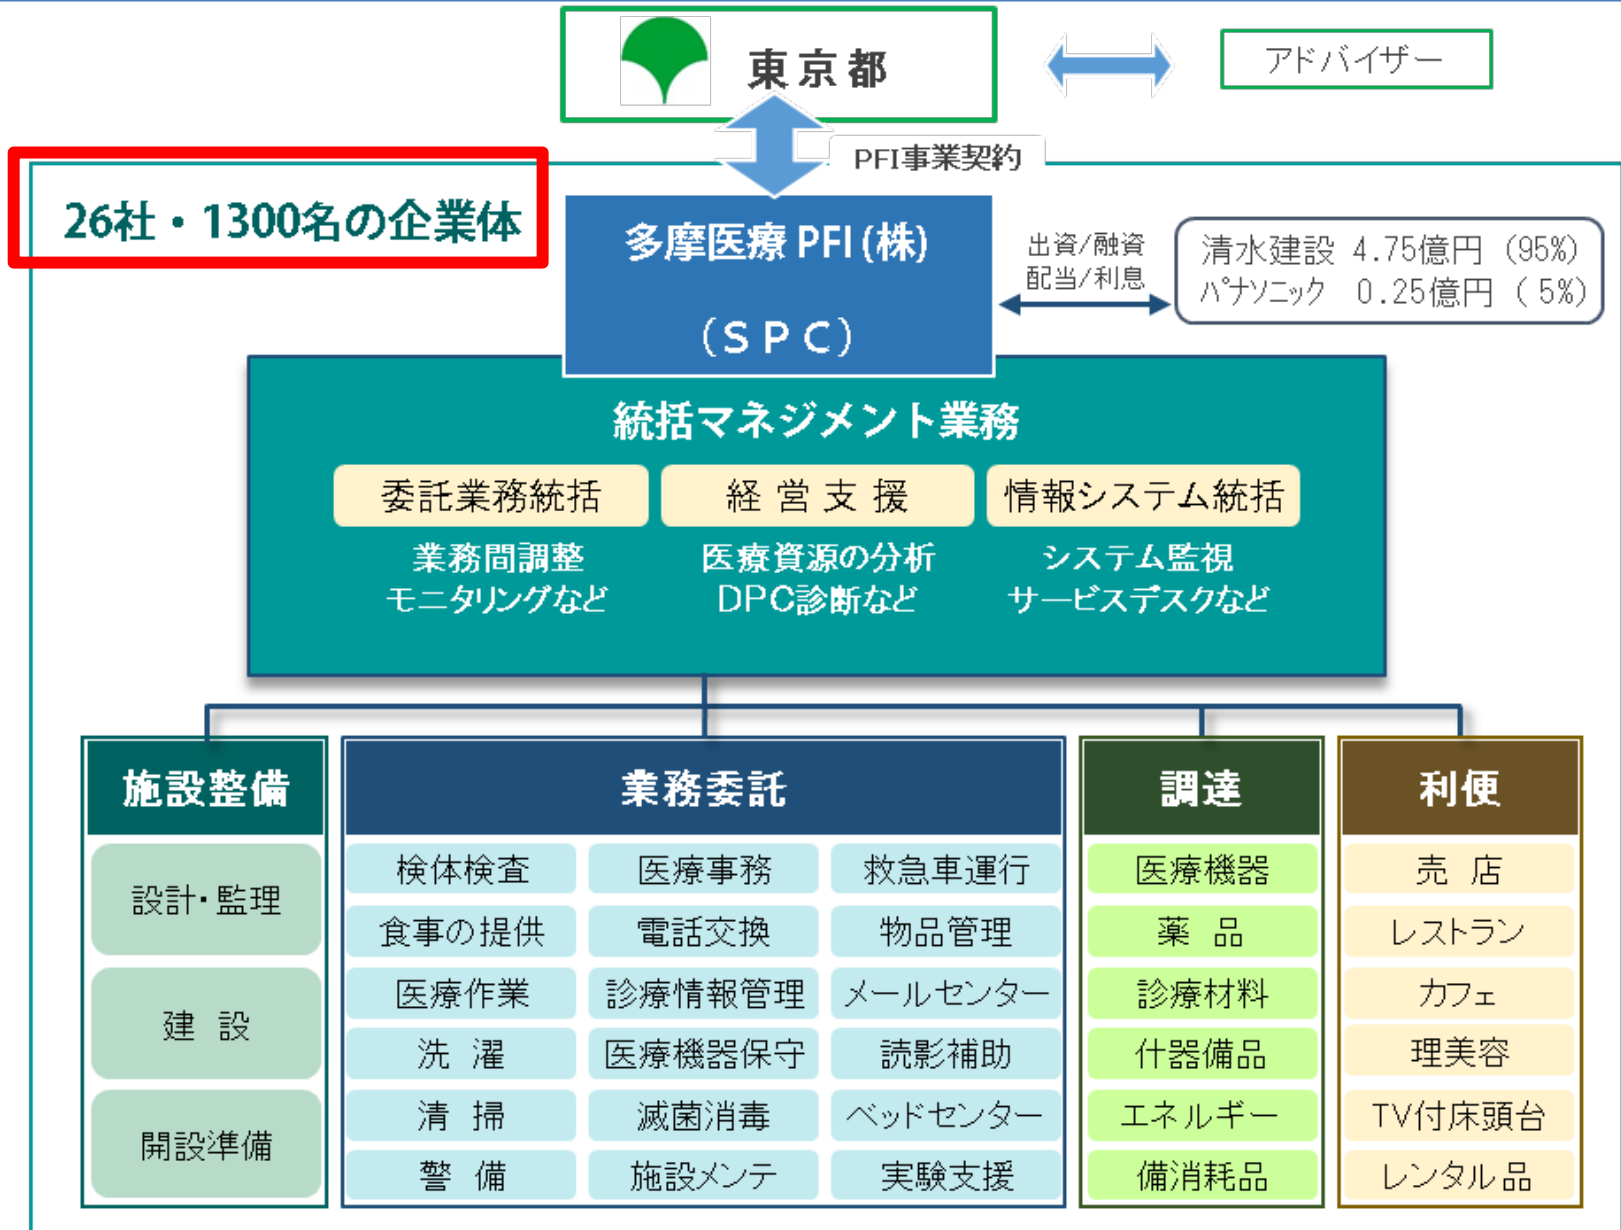 東京都
アドバイザー
PFI事業契約
26社・1300名の企業体
多摩医療 PFI (株)
(ＳＰＣ)
出資/融資
配当/利息
清水建設 4.75億円 (95%)
パナソニック 0.25億円 ( 5%)
統括マネジメント業務
委託業務統括
経 営 支 援
情報システム統括
業務間調整
モニタリングなど
医療資源の分析
DPC診断など
システム監視
サービスデスクなど
施設整備
設計・監理
建 設
開設準備
業務委託
検体検査 医療事務 救急車運行
食事の提供 電話交換 物品管理
医療作業 診療情報管理 メールセンター
洗 濯 医療機器保守 読影補助
清 掃 滅菌消毒 ベッドセンター
警 備 施設メンテ 実験支援
調達
医療機器
薬 品
診療材料
什器備品
エネルギー
備消耗品
利便
売 店
レストラン
カフェ
理美容
TV付床頭台
レンタル品